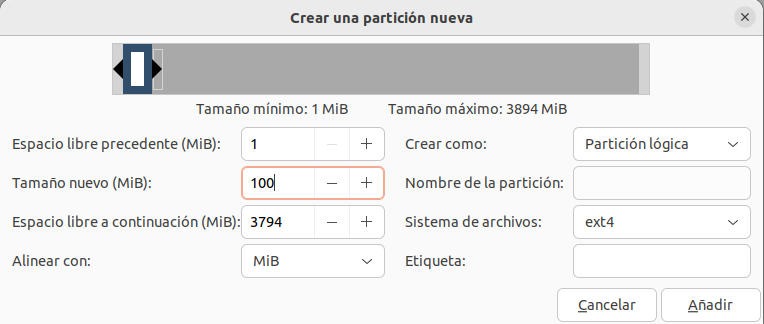 Crear una partición nueva
Tamaño mínimo: 1 MiB Tamaño máximo: 3894 MiB
Espacio libre precedente (MiB): 1 Crear como: Partición lógica
Tamaño nuevo (MiB): 100 Nombre de la partición:
Espacio libre a continuación (MiB): 3794 Sistema de archivos: ext4
Alinear con: MiB Etiqueta:
Cancelar Añadir